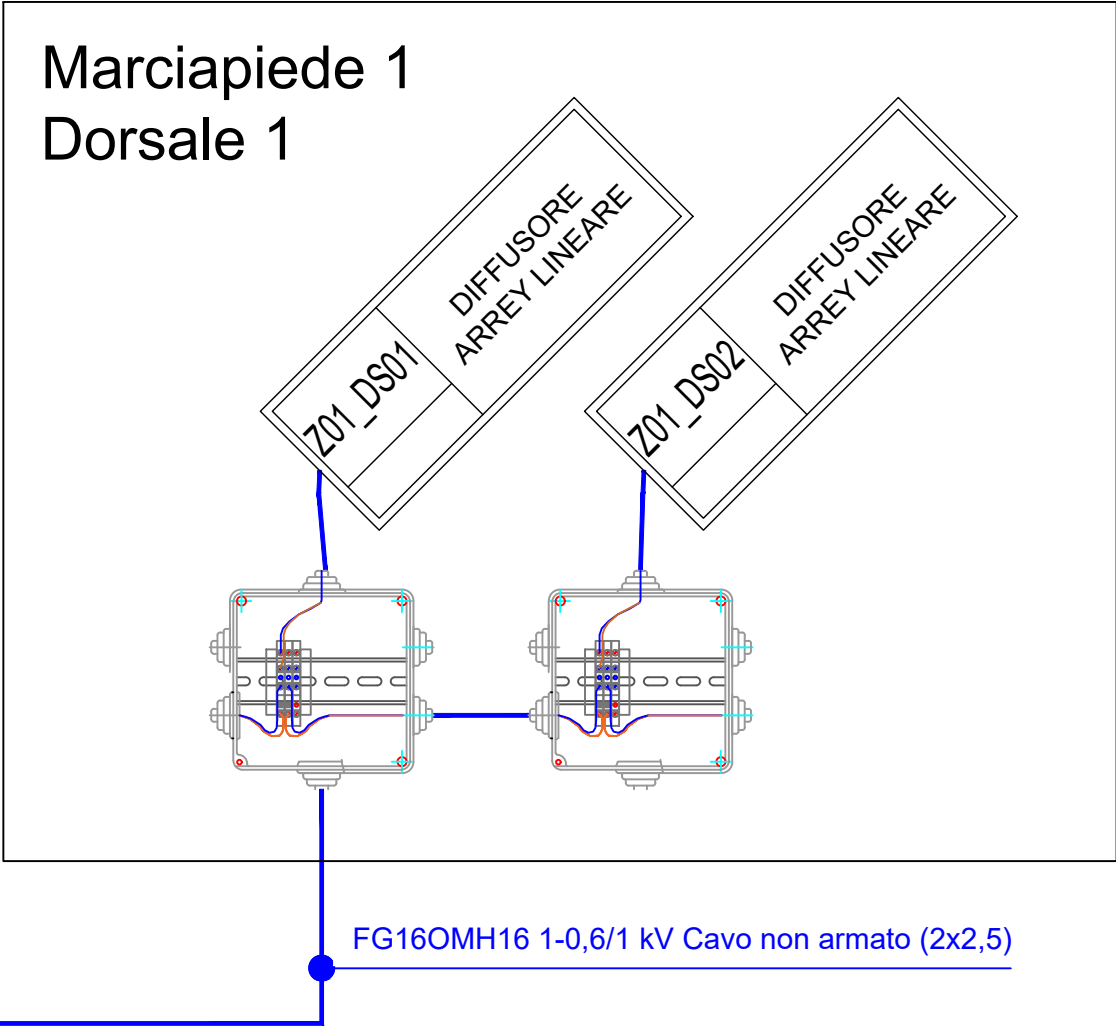 Marciapiede 1
Dorsale 1
DIFFUSORE
ARREY LINEARE
Z01_DS01
DIFFUSORE
ARREY LINEARE
Z01_DS02
FG16OMH16 1-0,6/1 kV Cavo non armato (2x2,5)